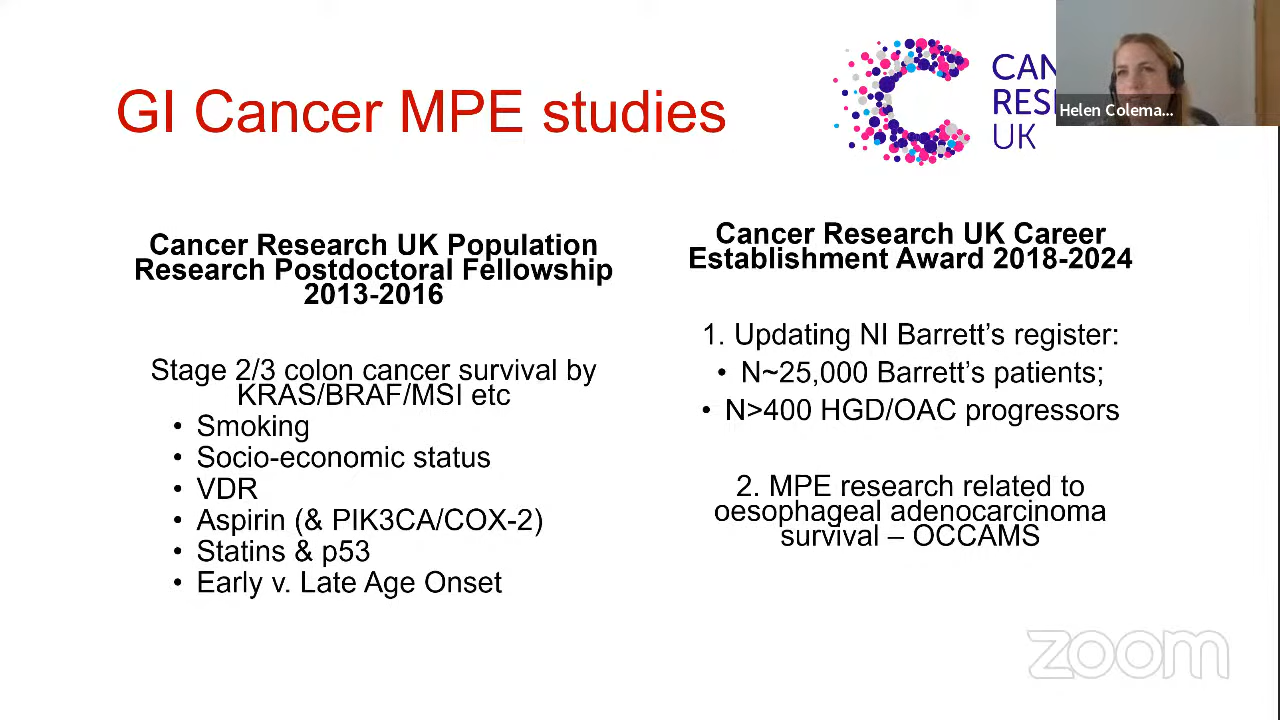 GI Cancer MPE studies
CAN
RES
UK
Helen Colema...
Cancer Research UK Population
Research Postdoctoral Fellowship
2013-2016
Stage 2/3 colon cancer survival by
KRAS/BRAF/MSI etc
• Smoking
• Socio-economic status
• VDR
• Aspirin (& PIK3CA/COX-2)
• Statins & p53
• Early v. Late Age Onset
Cancer Research UK Career
Establishment Award 2018-2024
1. Updating NI Barrett’s register:
• N~25,000 Barrett’s patients;
• N>400 HGD/OAC progressors
2. MPE research related to
oesophageal adenocarcinoma
survival – OCCAMS
zoom